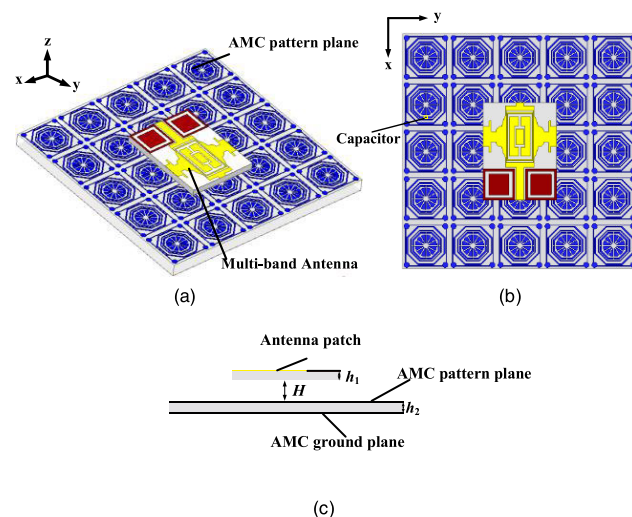 z
x
y
AMC pattern plane
Multi-band Antenna
(a)
y
x
Capacitor
(b)
Antenna patch
h1
H
AMC pattern plane
h2
AMC ground plane
(c)